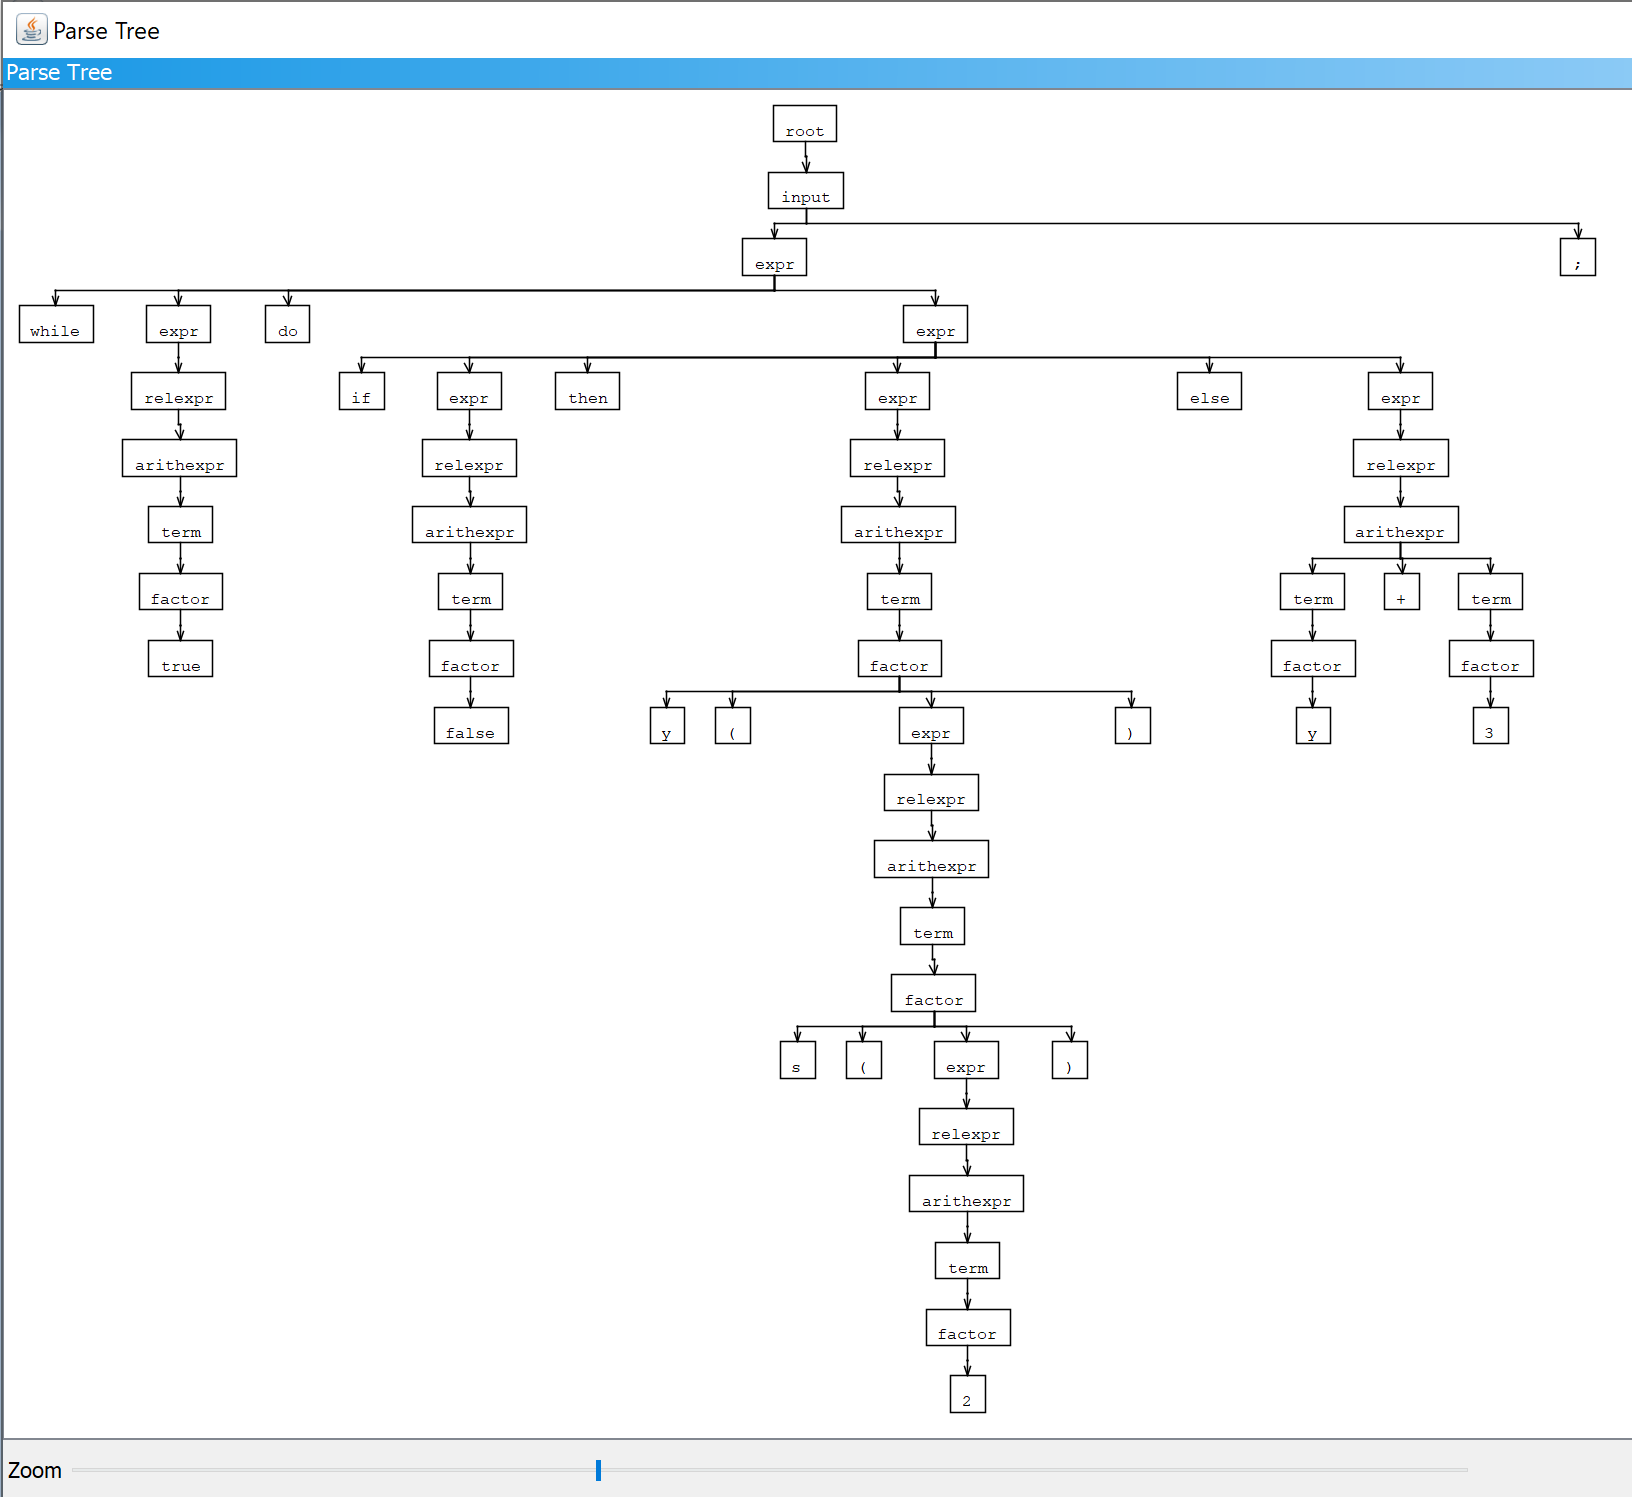 Parse Tree
Parse Tree
root
input
expr ;
while expr do expr
relexpr if expr then expr else expr
arithexpr relexpr relexpr relexpr
term arithexpr arithexpr arithexpr
factor term term term + term
true factor factor factor factor
false y ( expr ) y 3
relexpr
arithexpr
term
factor
s ( expr )
relexpr
arithexpr
term
factor
2
Zoom